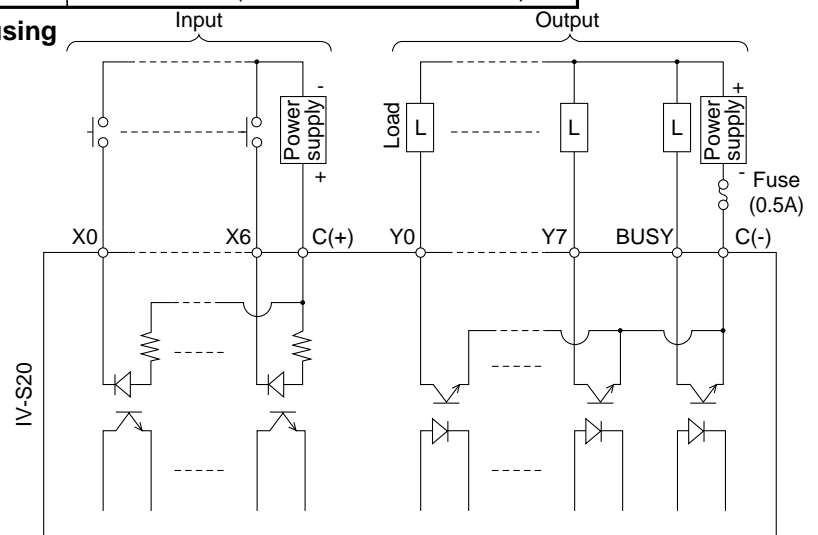 using
Input
Output
-
Power
supply
+
Load
L
L
L
+
Power
supply
-
Fuse
(0.5A)
X0
X6
C(+)
Y0
Y7
BUSY
C(-)
IV-S20